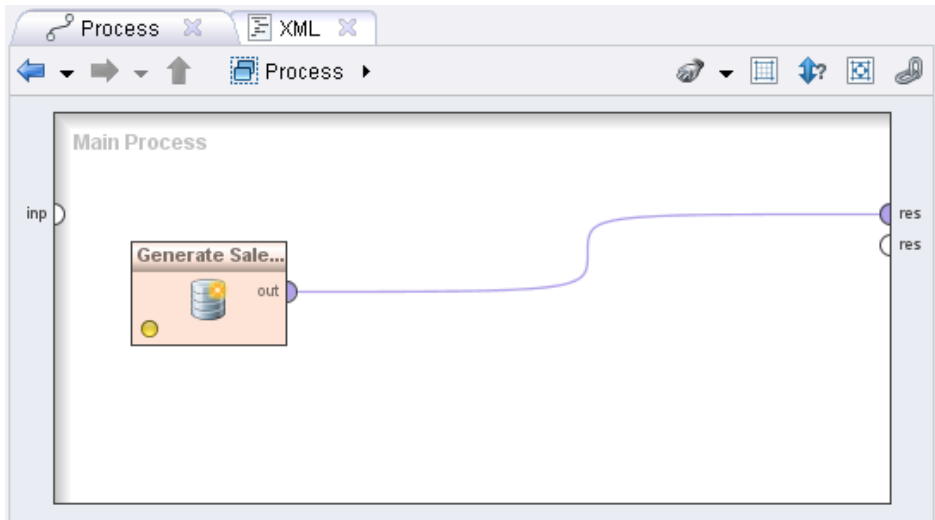 Process
XML
Process
Main Process
inp
res
res
Generate Sale...
out